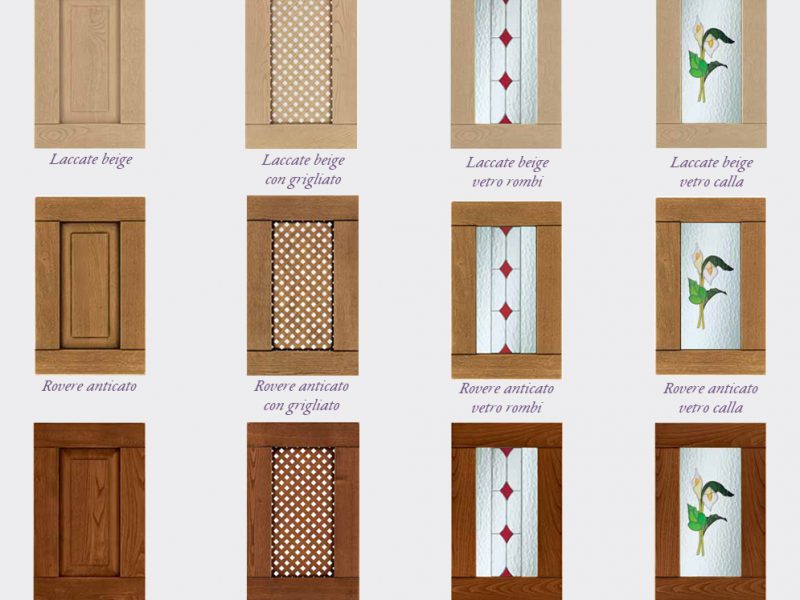 Laccate beige
Laccate beige
con grigliato
Laccate beige
vetro rombi
Laccate beige
vetro calla
Rovere anticato
Rovere anticato
con grigliato
Rovere anticato
vetro rombi
Rovere anticato
vetro calla